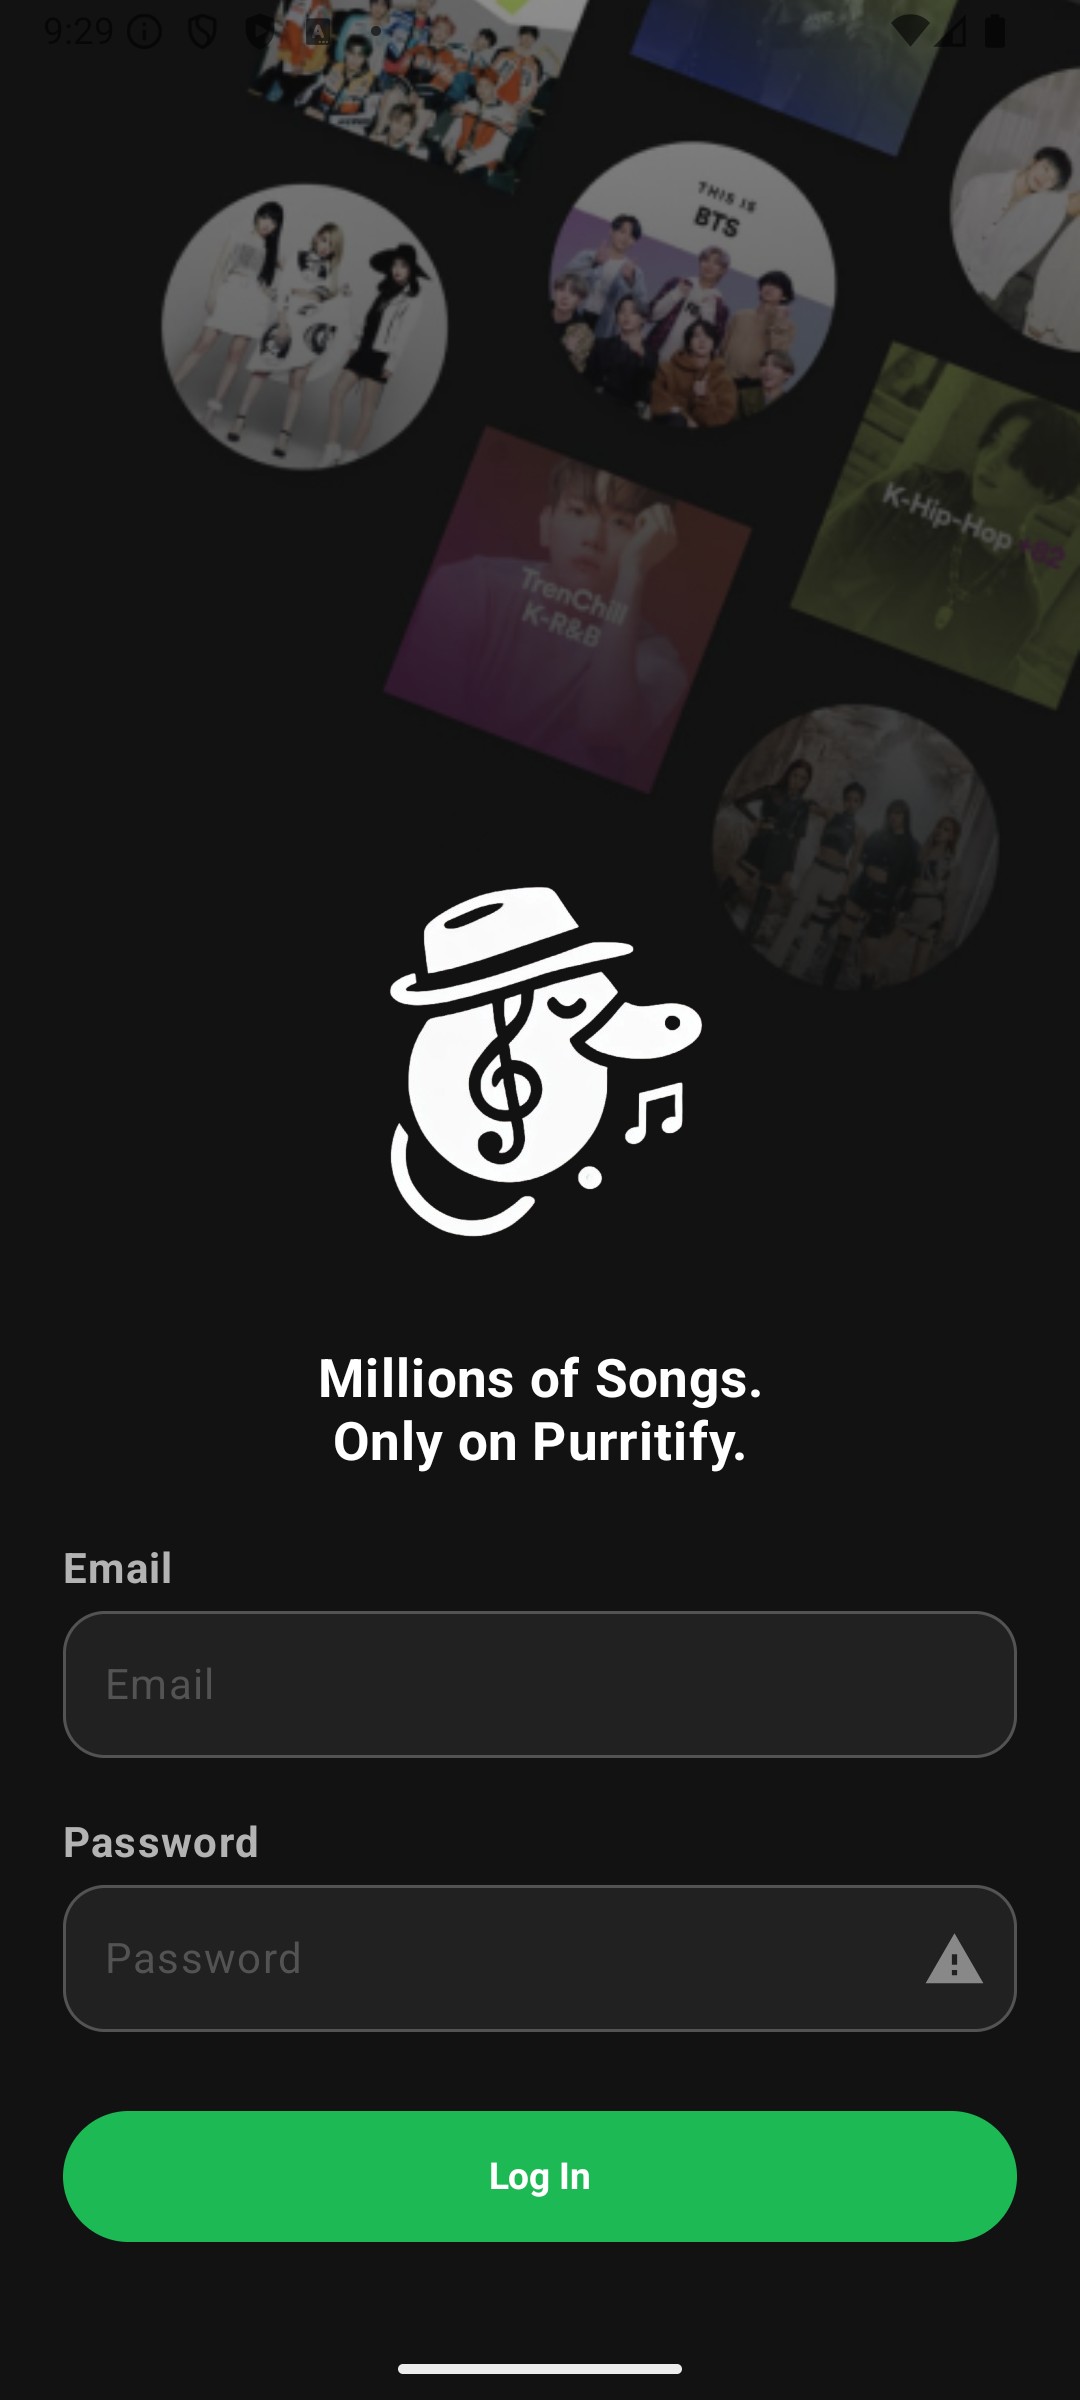 9:29
THIS IS
BTS
K-Hip-Hop +82
TrenChill
K-R&B
Millions of Songs.
Only on Purritify.
Email
Email
Password
Password
Log In